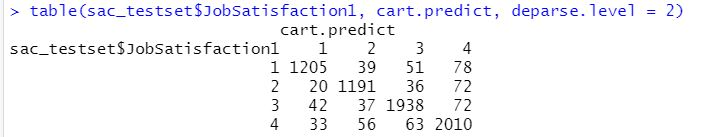 > table(sac_testset$JobSatisfaction1, cart.predict, deparse.level = 2)
cart.predict
sac_testset$JobSatisfaction1 1 2 3 4
1 1205 39 51 78
2 20 1191 36 72
3 42 37 1938 72
4 33 56 63 2010